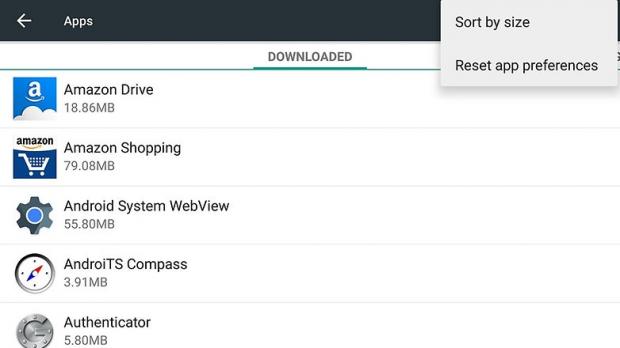 Apps
Sort by size
Reset app preferences
DOWNLOADED
Amazon Drive
18.86MB
amazon
Amazon Shopping
79.08MB
Android System WebView
55.80MB
AndroiTS Compass
3.91MB
Authenticator
5.80MB